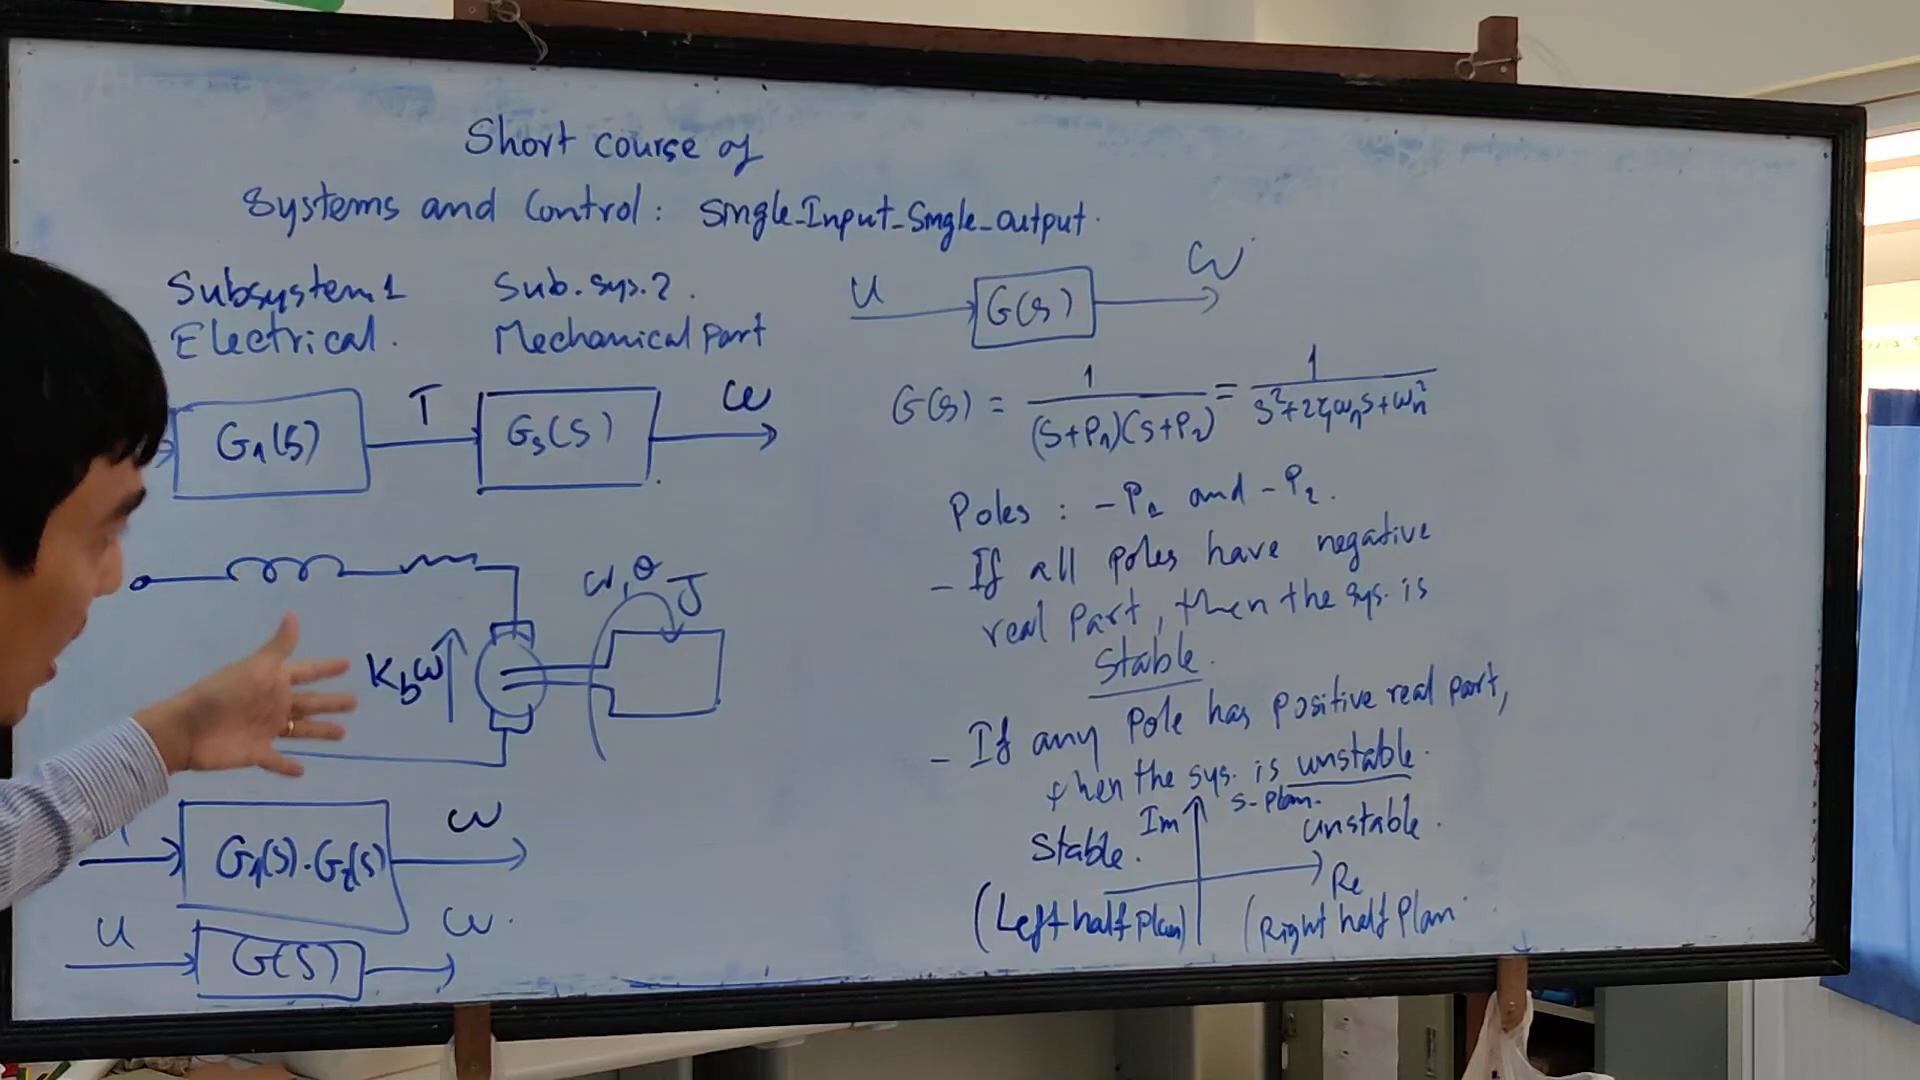 Short course of
Systems and Control: Single-Input-Single-output.
Subsystem1 Sub.sys.2.
Electrical. Mechanical part
G₁(s) T G₂(s) ω
ω,θ J
K_bω
G₁(s).G₂(s) ω
U G(s) ω.
U G(s) ω
G(s) = 1/((s+P₁)(s+P₂)) = 1/(s²+2ζωₙs+ωₙ²)
Poles : -P₁ and -P₂.
- If all poles have negative
real part, then the sys. is
stable.
- If any pole has positive real part,
then the sys. is unstable.
s-plan.
Stable. Im unstable.
Re
(Left half plan) (Right half plan